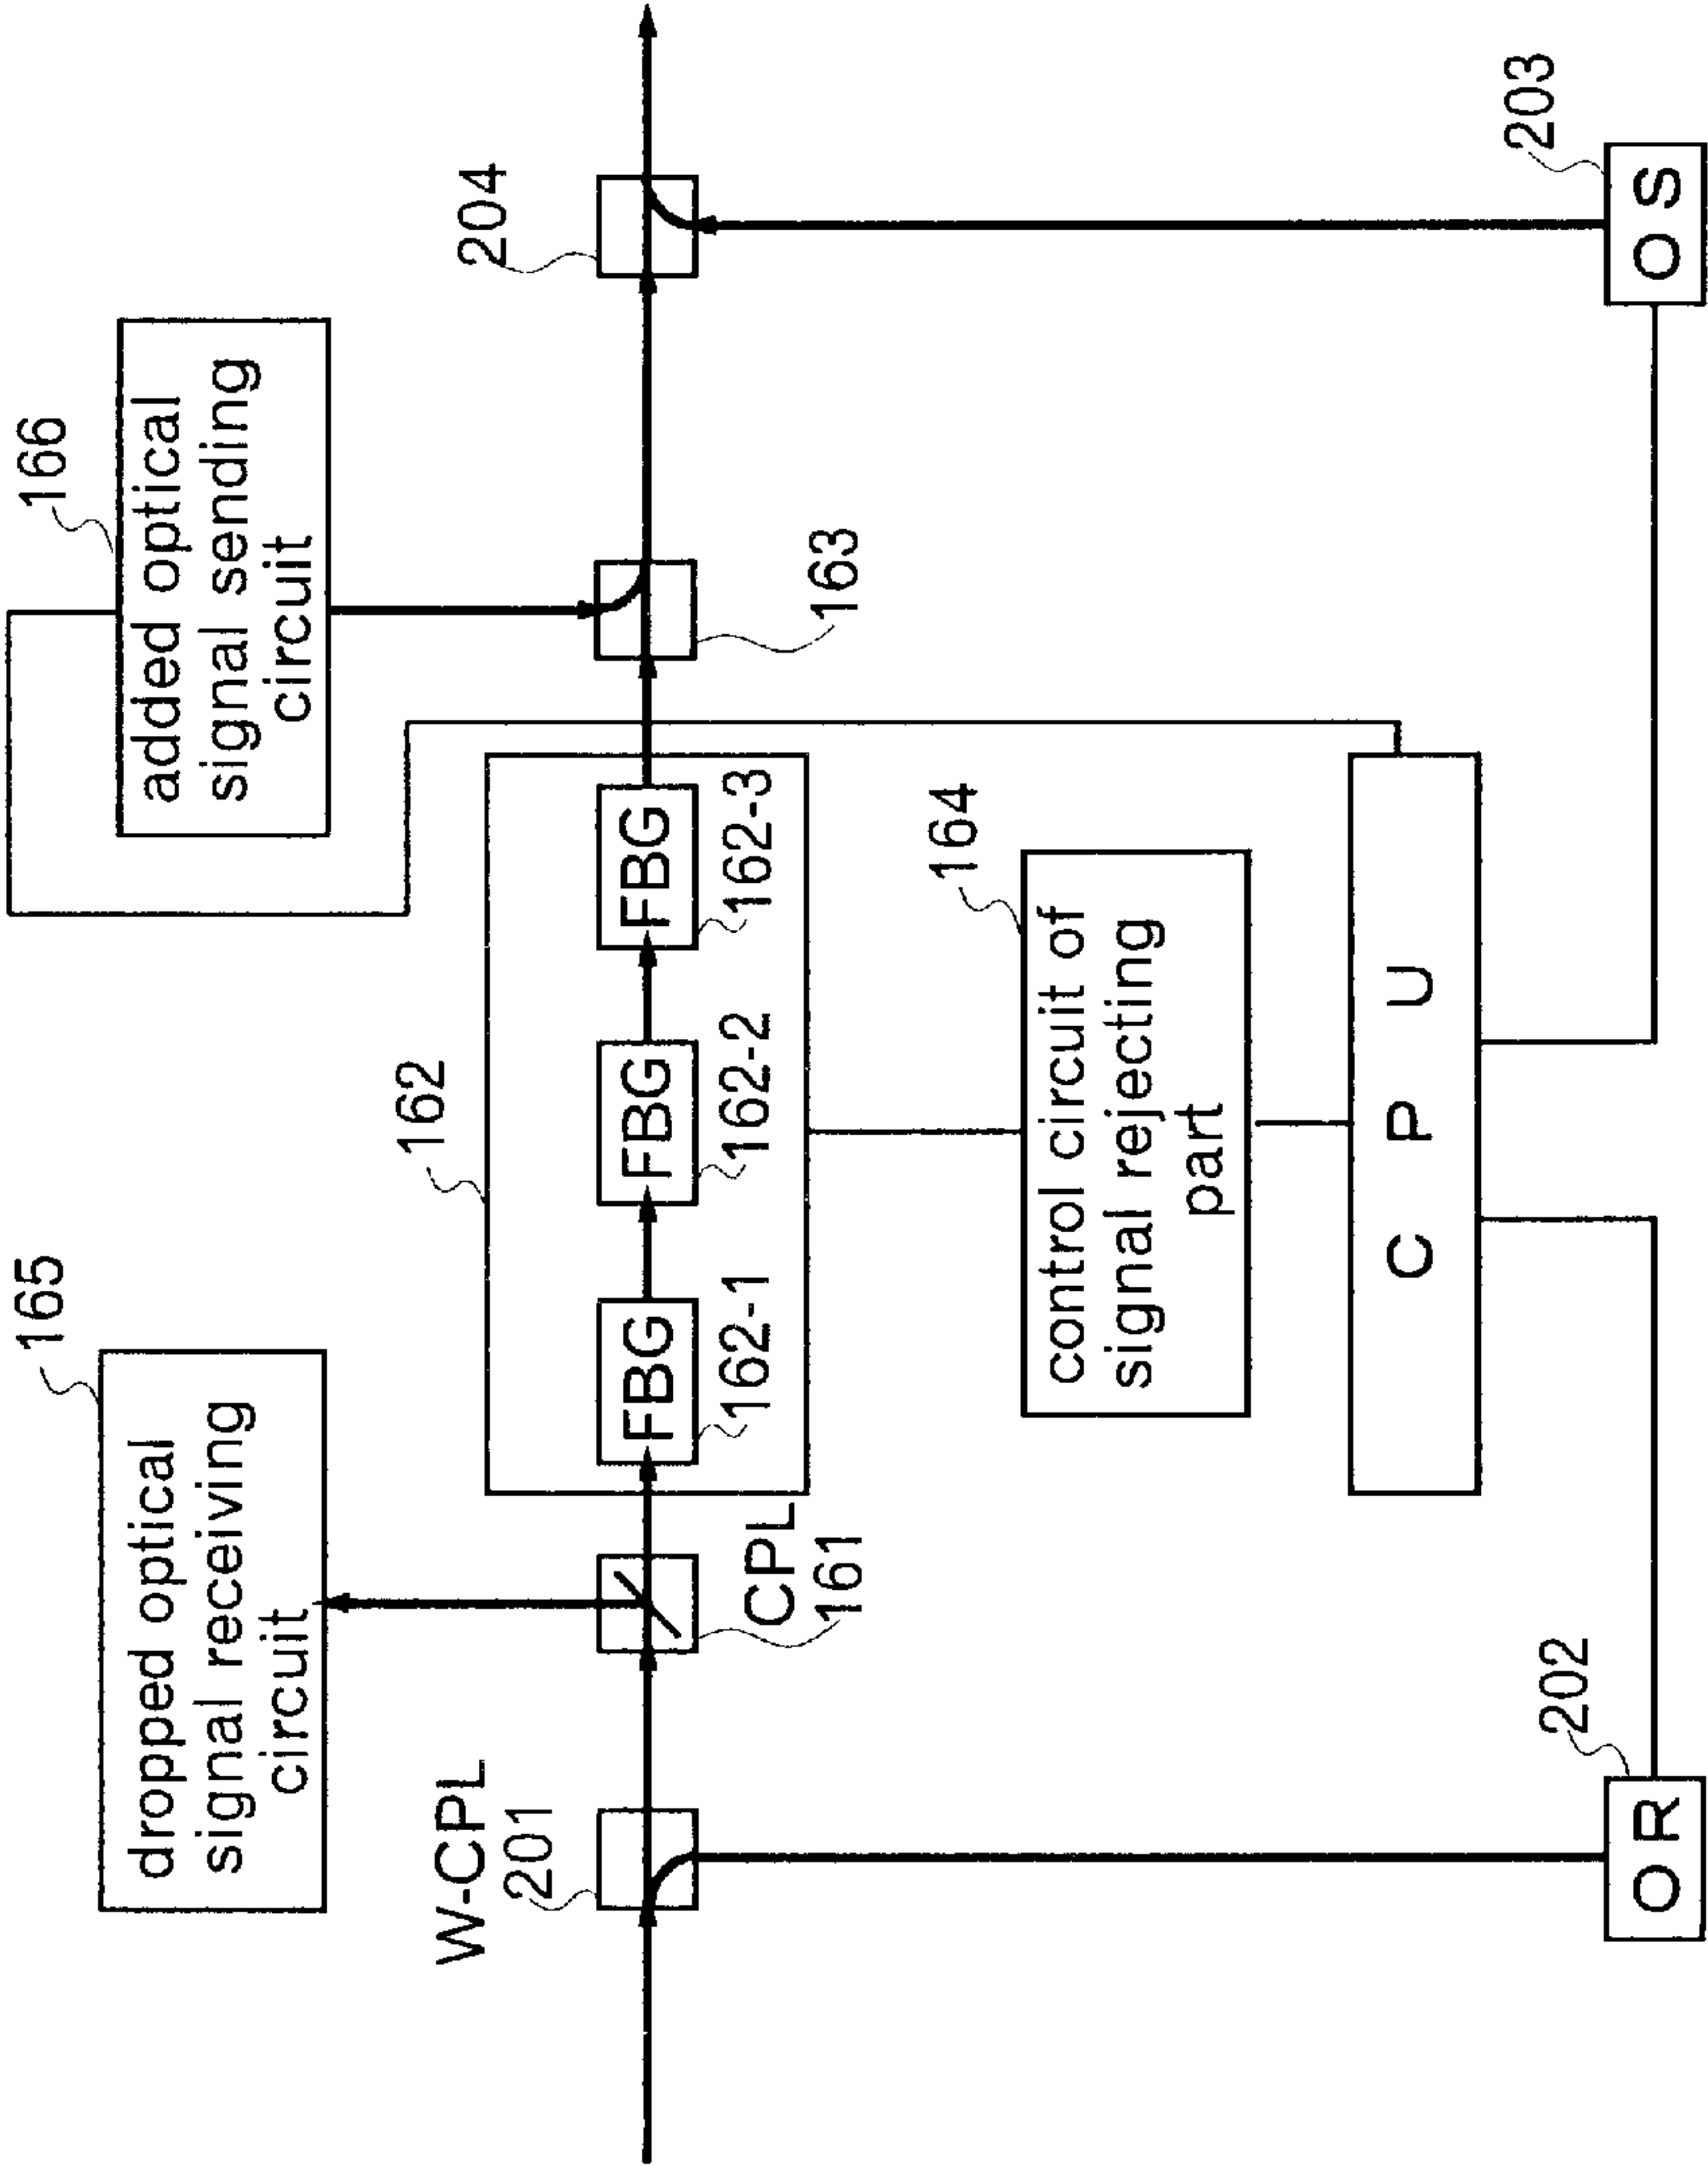 165
dropped optical
signal receiving
circuit
166
added optical
signal sending
circuit
W-CPL
201
162
204
FBG
FBG
FBG
162-1
162-2
162-3
CPL
161
163
164
control circuit of
signal rejecting
part
C P U
202
O R
203
O S